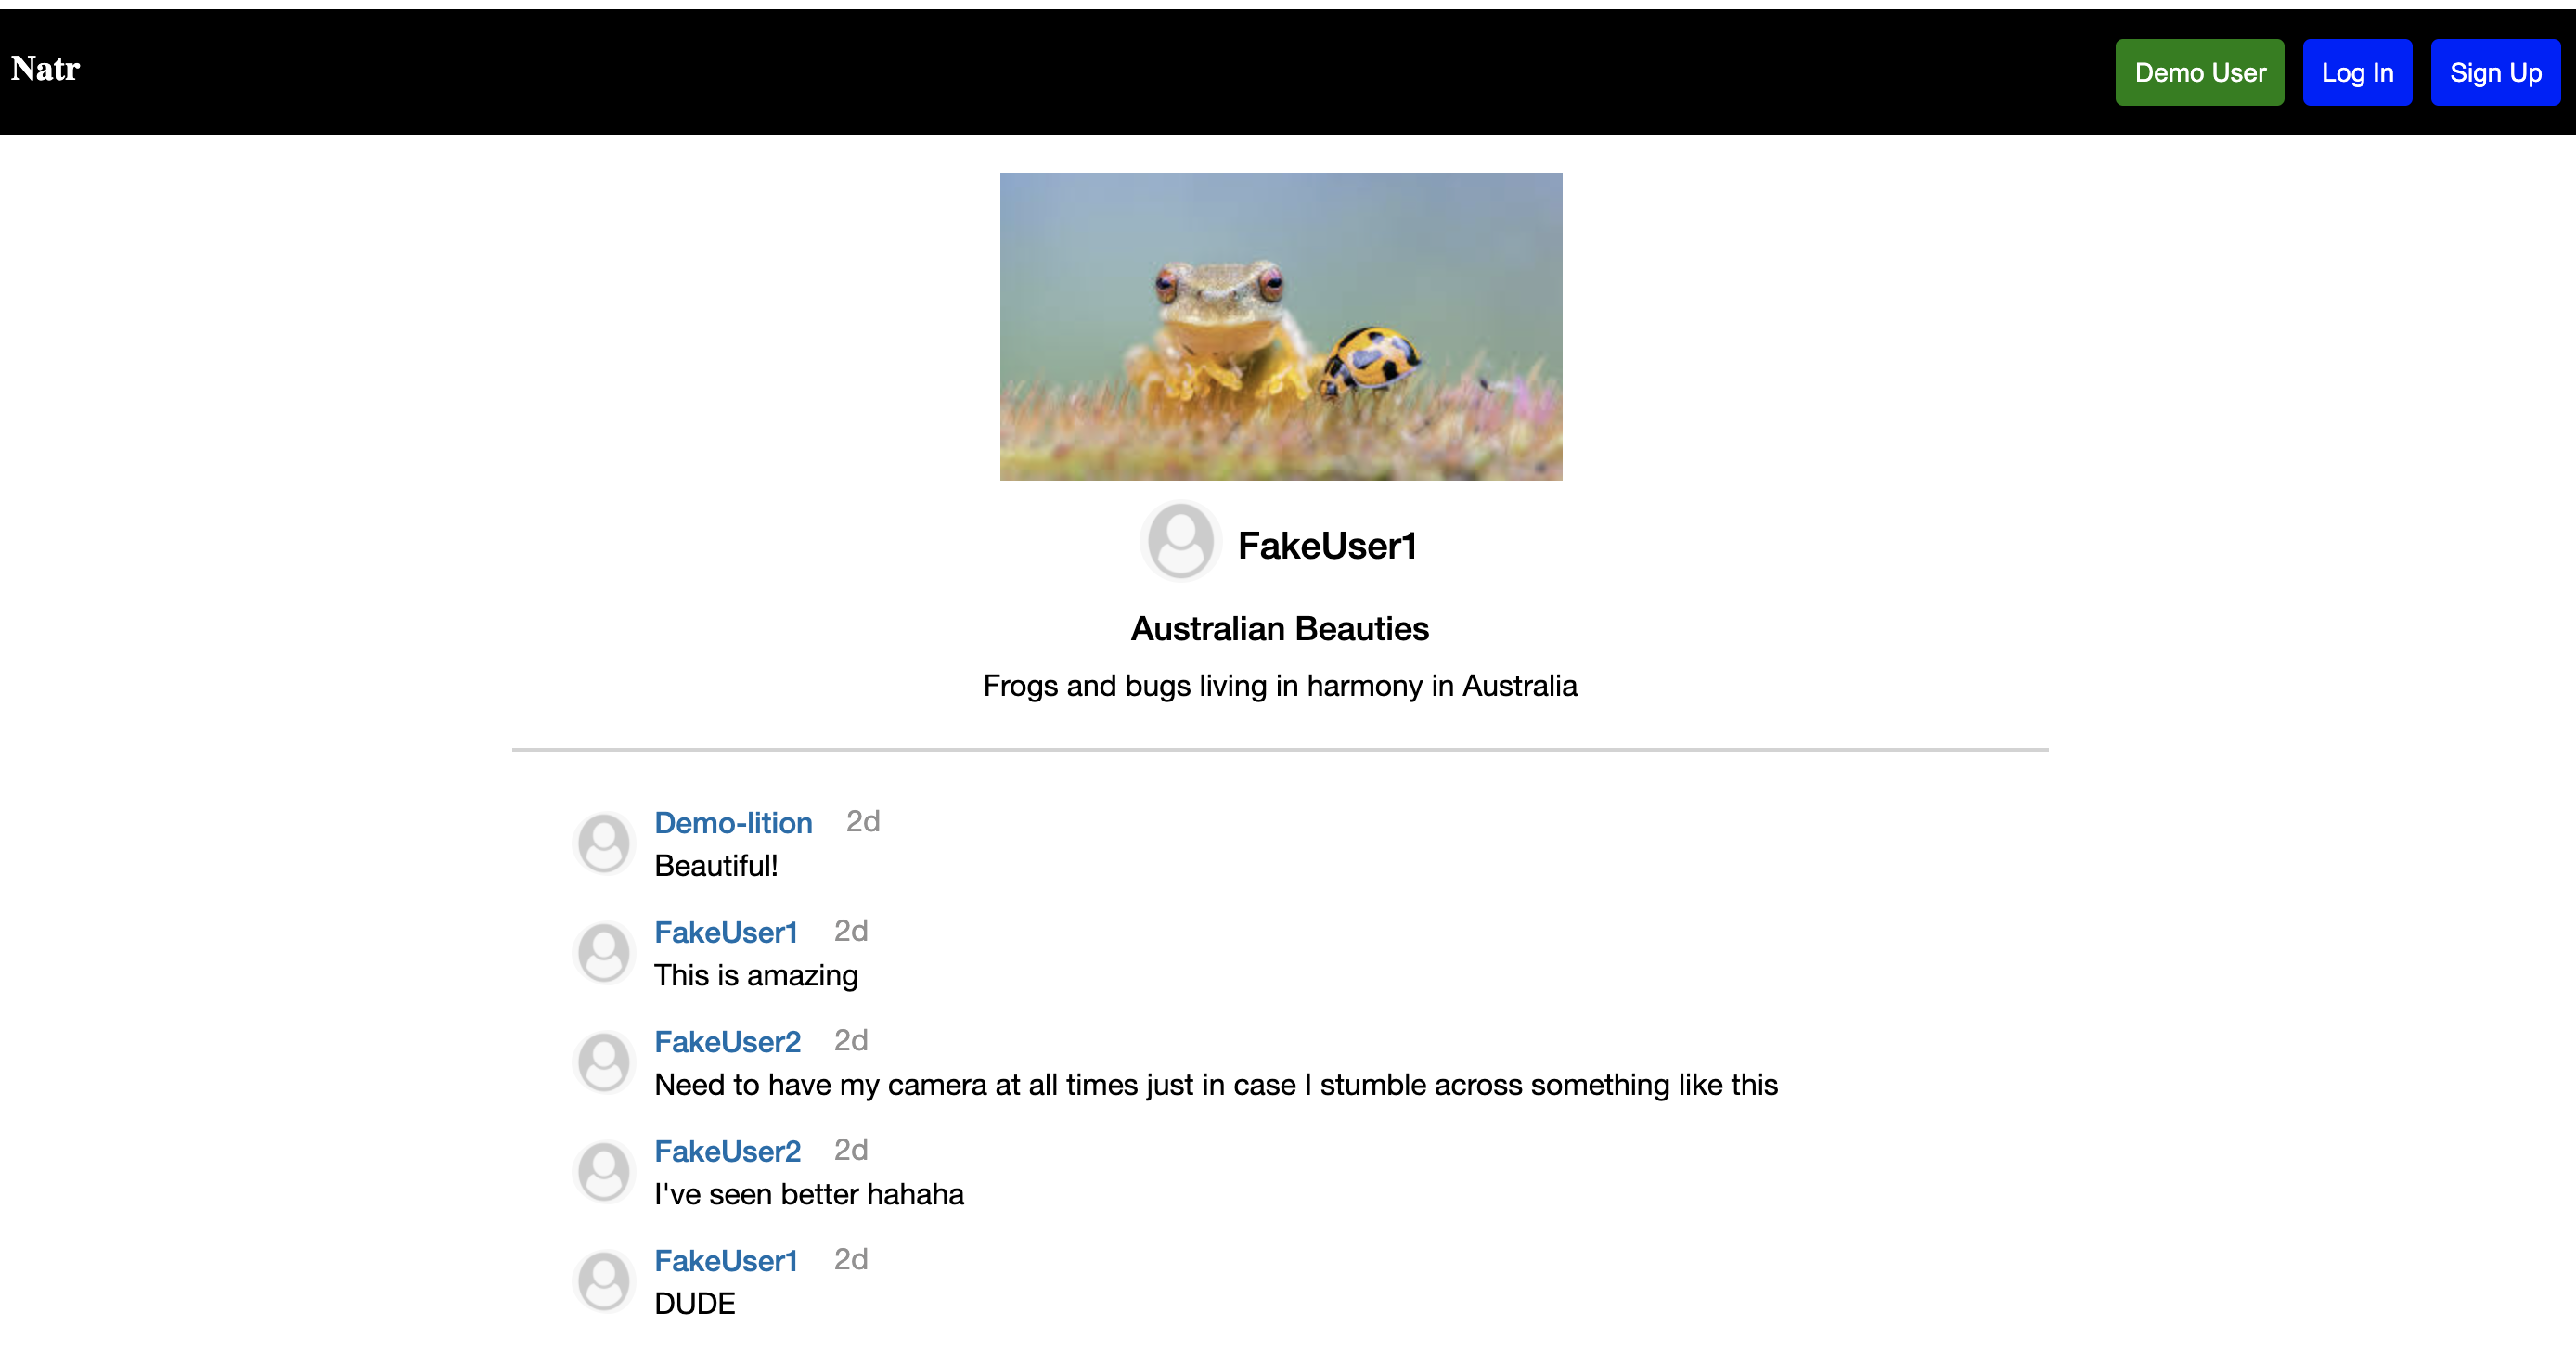 Natr
Demo User
Log In
Sign Up
FakeUser1
Australian Beauties
Frogs and bugs living in harmony in Australia
Demo-lition 2d
Beautiful!
FakeUser1 2d
This is amazing
FakeUser2 2d
Need to have my camera at all times just in case I stumble across something like this
FakeUser2 2d
I've seen better hahaha
FakeUser1 2d
DUDE